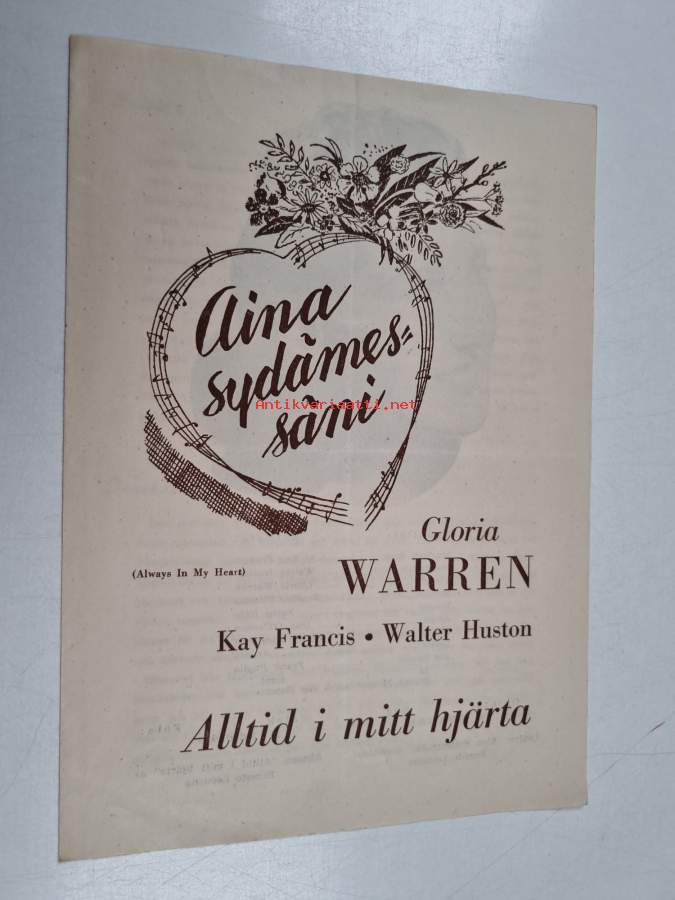 Aina
sydämes=
säni
Antikvariaatti.net
Gloria
(Always In My Heart)
WARREN
Kay Francis • Walter Huston
Alltid i mitt hjärta